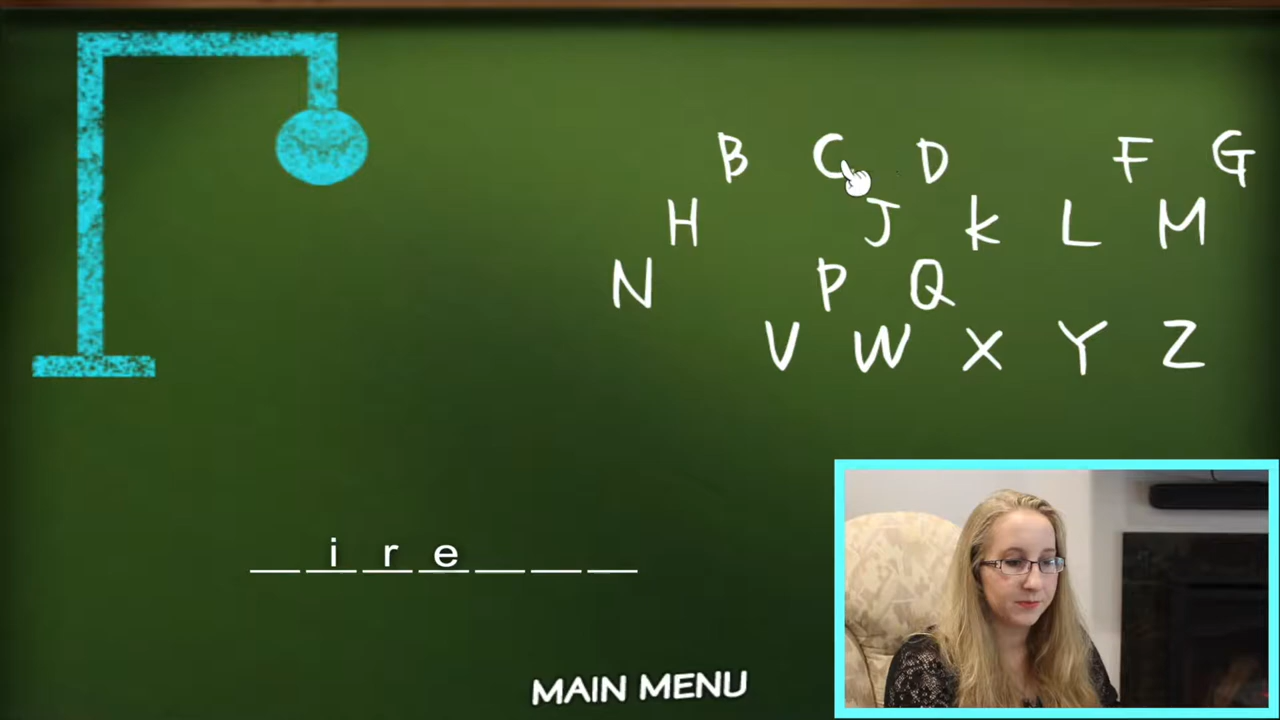 B C D F G
H J K L M
N P Q
V W X Y Z
_ i r e _ _ _
MAIN MENU